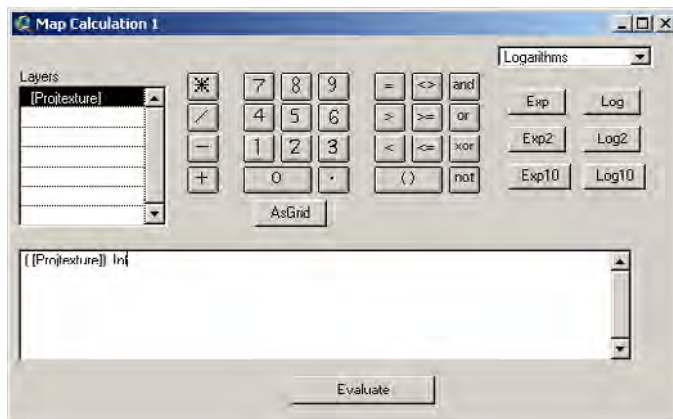 Map Calculation 1
Logarithms
Layers
[Projtexture]
* 7 8 9 = <> and
/ 4 5 6 > >= or
- 1 2 3 < <= xor
+ 0 . ( ) not
Exp Log
Exp2 Log2
Exp10 Log10
AsGrid
( [Projtexture]) Int
Evaluate